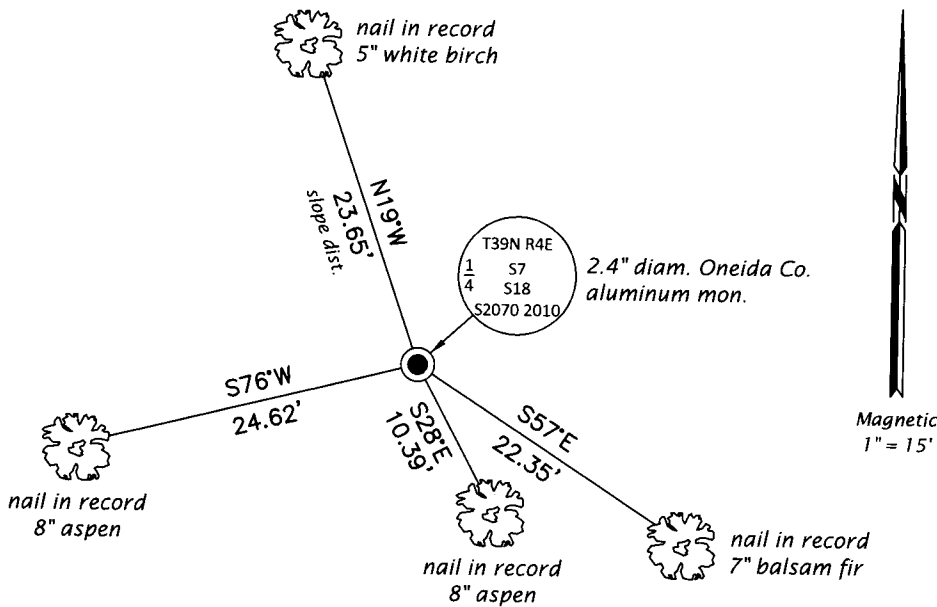 nail in record
5" white birch
N19°W
23.65'
slope dist.
T39N R4E
1/4
S7
S18
S2070 2010
2.4" diam. Oneida Co.
aluminum mon.
N
S76°W
24.62'
S28°E
10.39'
S57°E
22.35'
Magnetic
1" = 15'
nail in record
8" aspen
nail in record
8" aspen
nail in record
7" balsam fir